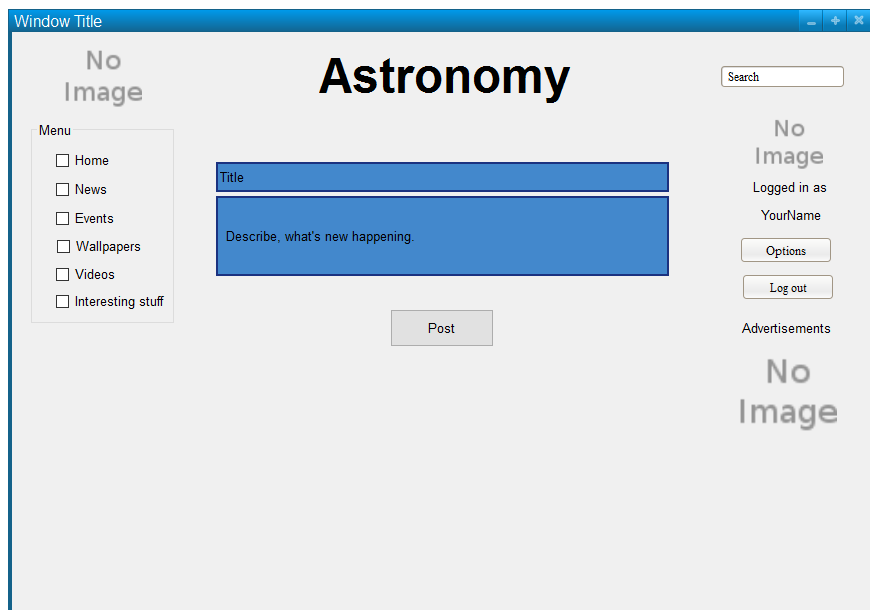 Window Title
No
Image
Astronomy
Search
Menu
Home
News
Events
Wallpapers
Videos
Interesting stuff
Title
Describe, what's new happening.
Post
No
Image
Logged in as
YourName
Options
Log out
Advertisements
No
Image